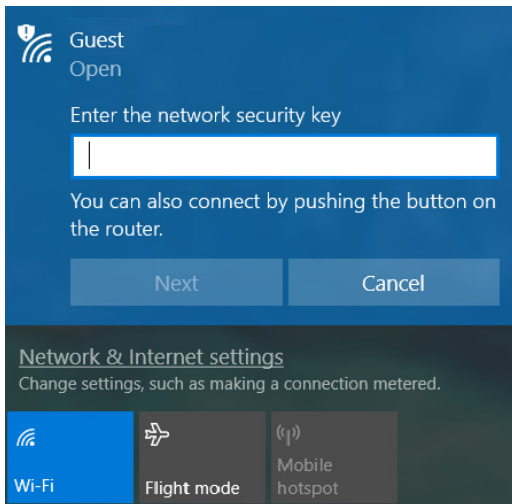 Guest
Open
Enter the network security key
You can also connect by pushing the button on
the router.
Next
Cancel
Network & Internet settings
Change settings, such as making a connection metered.
Wi-Fi
Flight mode
Mobile
hotspot